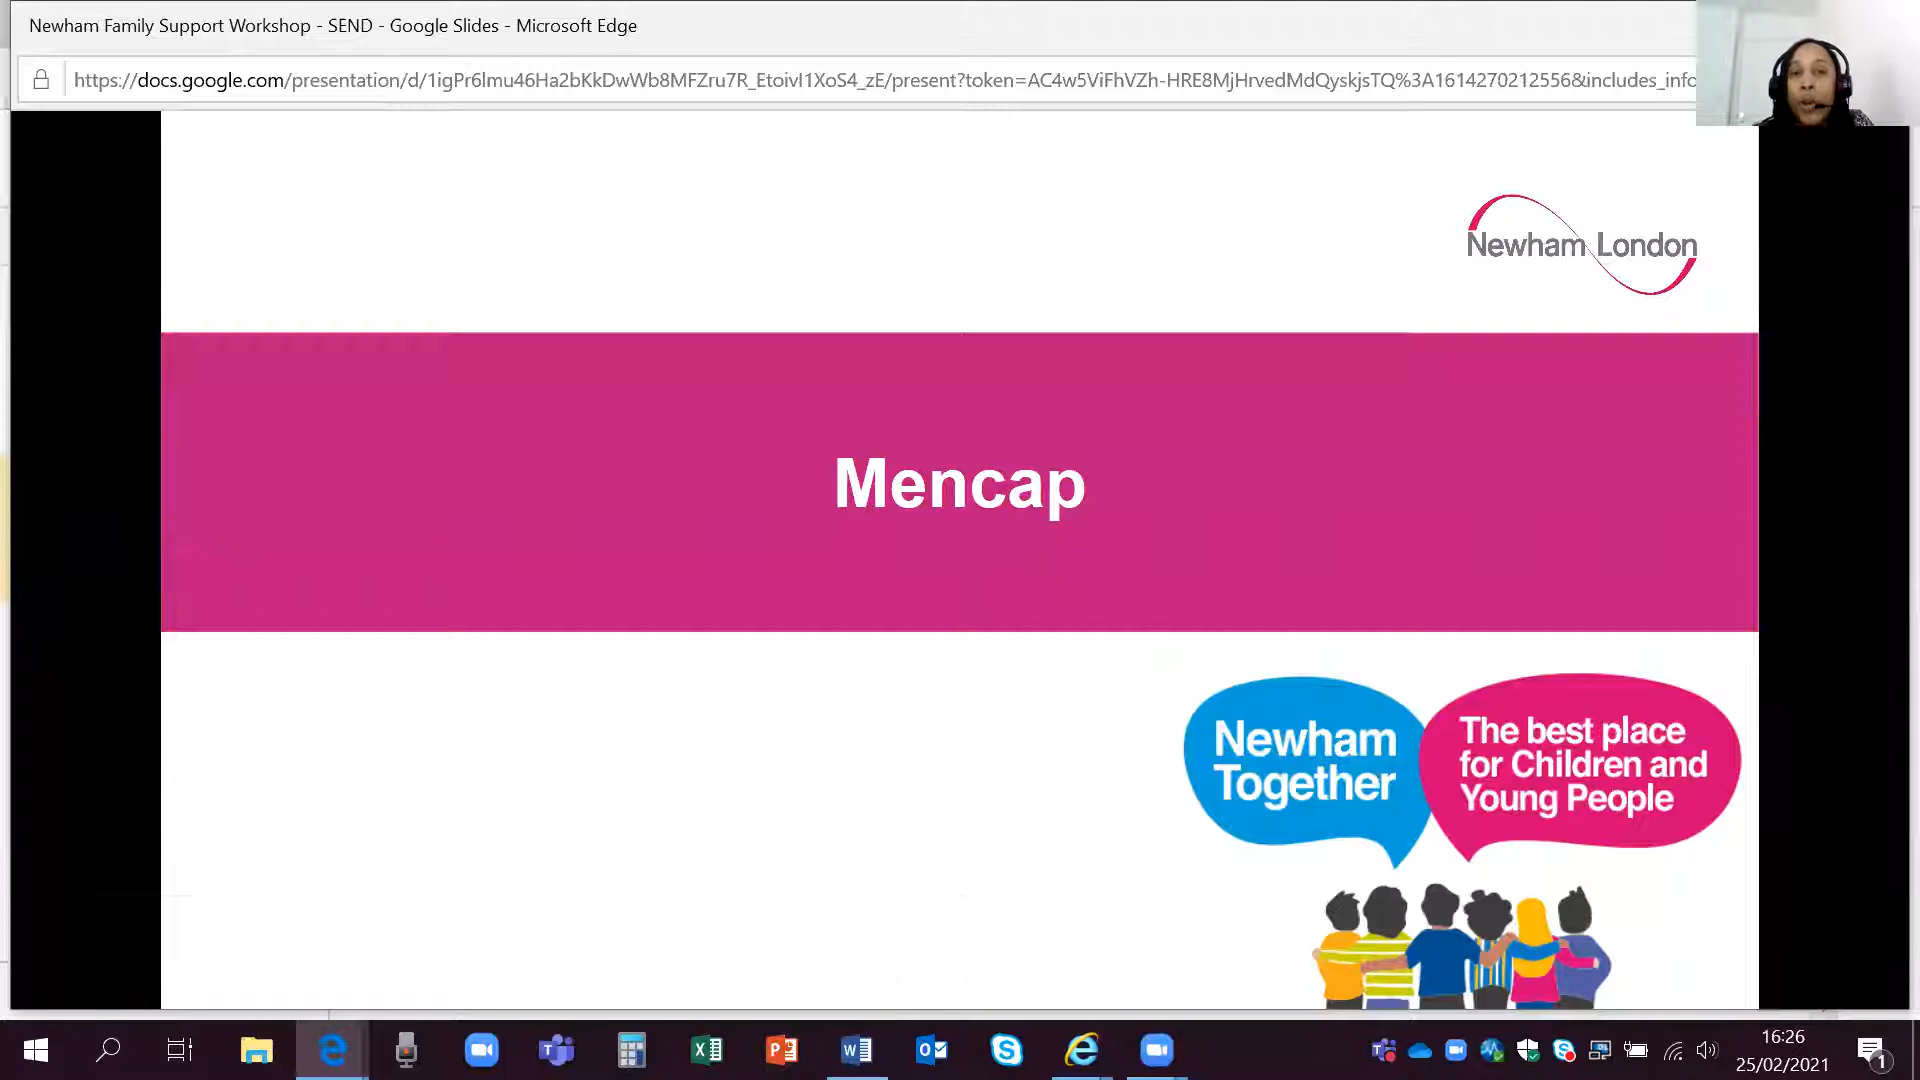 Newham Family Support Workshop - SEND - Google Slides - Microsoft Edge
https://docs.google.com/presentation/d/1igPr6lmu46Ha2bKkDwWb8MFZru7R_EtoivI1XoS4_zE/present?token=AC4w5ViFhVZh-HRE8MjHrvedMdQyskjsTQ%3A1614270212556&includes_info
Newham London
Mencap
Newham
Together
The best place
for Children and
Young People
16:26
25/02/2021
1